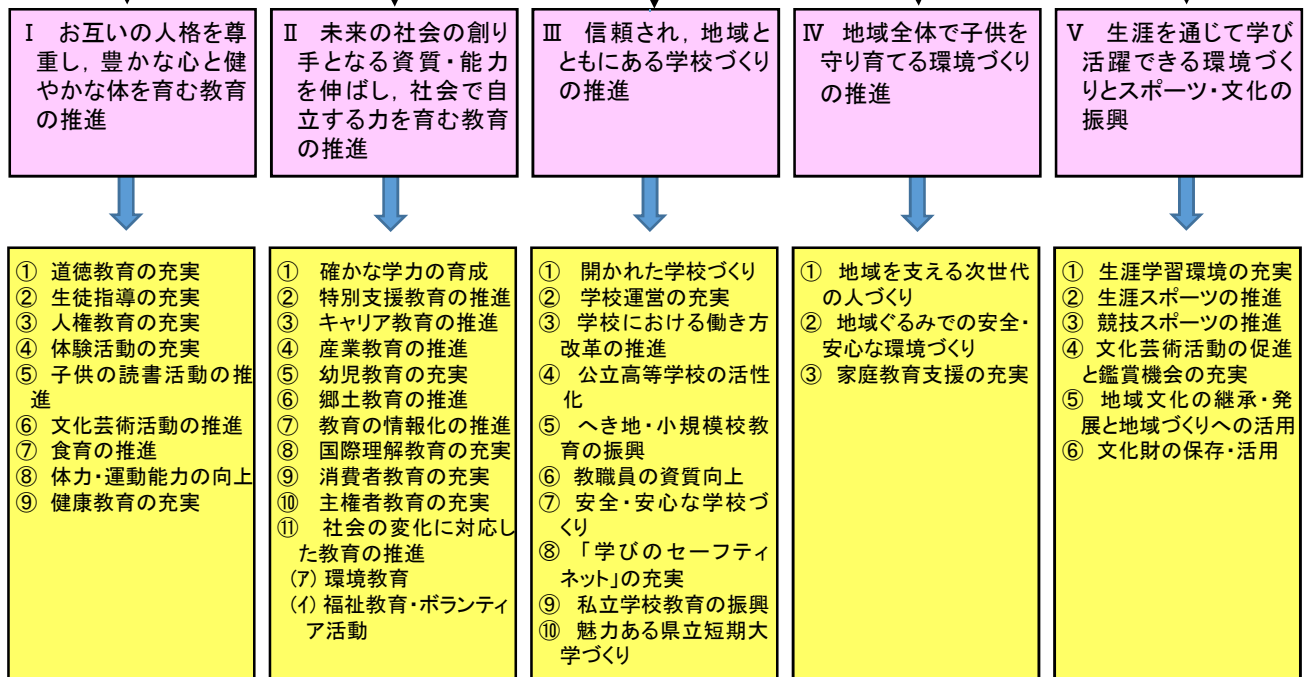 Ⅰ お互いの人格を尊
重し，豊かな心と健
やかな体を育む教育
の推進
Ⅱ 未来の社会の創り
手となる資質・能力
を伸ばし，社会で自
立する力を育む教育
の推進
Ⅲ 信頼され，地域と
ともにある学校づくり
の推進
Ⅳ 地域全体で子供を
守り育てる環境づくり
の推進
Ⅴ 生涯を通じて学び
活躍できる環境づく
りとスポーツ・文化の
振興
① 道徳教育の充実
② 生徒指導の充実
③ 人権教育の充実
④ 体験活動の充実
⑤ 子供の読書活動の推
進
⑥ 文化芸術活動の推進
⑦ 食育の推進
⑧ 体力・運動能力の向上
⑨ 健康教育の充実
① 確かな学力の育成
② 特別支援教育の推進
③ キャリア教育の推進
④ 産業教育の推進
⑤ 幼児教育の充実
⑥ 郷土教育の推進
⑦ 教育の情報化の推進
⑧ 国際理解教育の充実
⑨ 消費者教育の充実
⑩ 主権者教育の充実
⑪ 社会の変化に対応し
た教育の推進
(ア) 環境教育
(イ) 福祉教育・ボランティ
ア活動
① 開かれた学校づくり
② 学校運営の充実
③ 学校における働き方
改革の推進
④ 公立高等学校の活性
化
⑤ へき地・小規模校教
育の振興
⑥ 教職員の資質向上
⑦ 安全・安心な学校づ
くり
⑧ 「学びのセーフティ
ネット」の充実
⑨ 私立学校教育の振興
⑩ 魅力ある県立短期大
学づくり
① 地域を支える次世代
の人づくり
② 地域ぐるみでの安全・
安心な環境づくり
③ 家庭教育支援の充実
① 生涯学習環境の充実
② 生涯スポーツの推進
③ 競技スポーツの推進
④ 文化芸術活動の促進
と鑑賞機会の充実
⑤ 地域文化の継承・発
展と地域づくりへの活用
⑥ 文化財の保存・活用